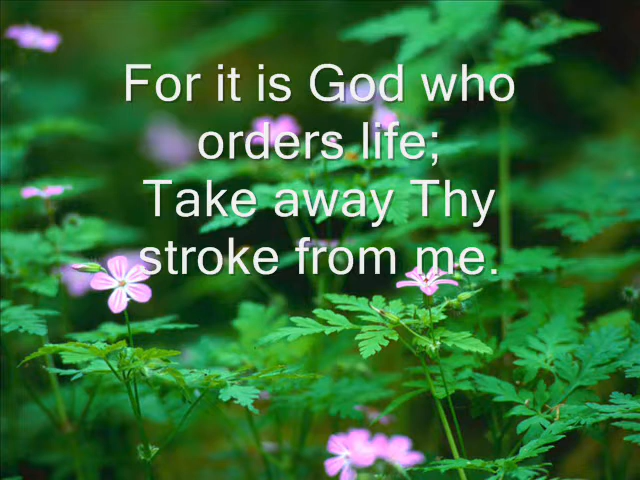 For it is God who
orders life;
Take away Thy
stroke from me.